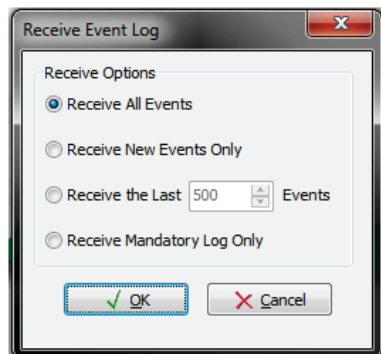 Receive Event Log
Receive Options
Receive All Events
Receive New Events Only
Receive the Last 500 Events
Receive Mandatory Log Only
OK Cancel